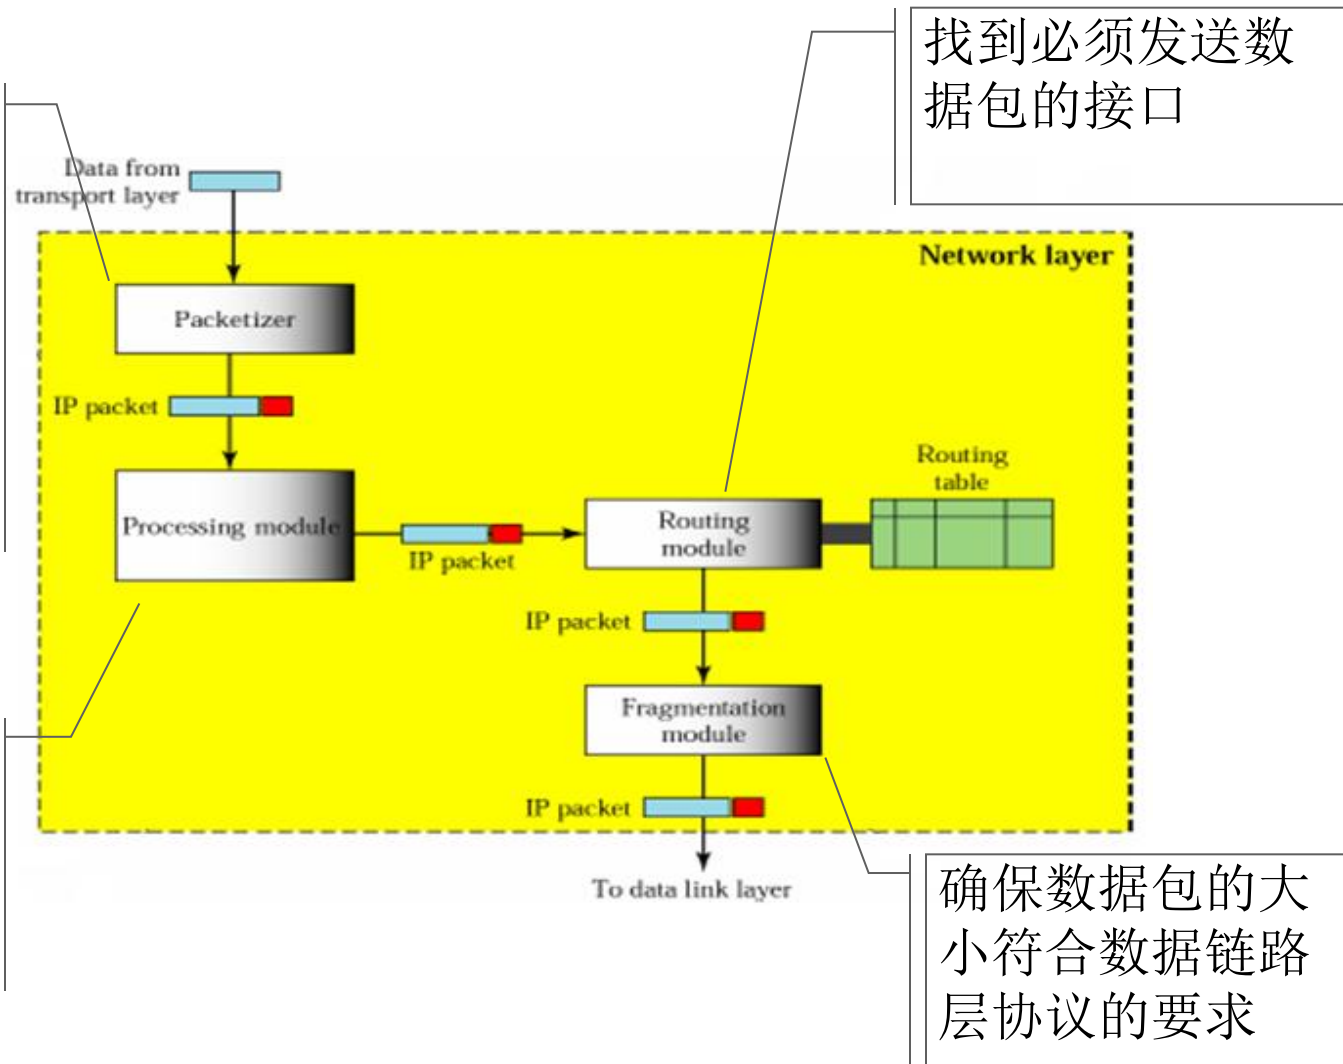 找到必须发送数
据包的接口
Data from
transport layer
Network layer
Packetizer
IP packet
Routing
table
Processing module
IP packet
Routing
module
IP packet
Fragmentation
module
IP packet
To data link layer
确保数据包的大
小符合数据链路
层协议的要求